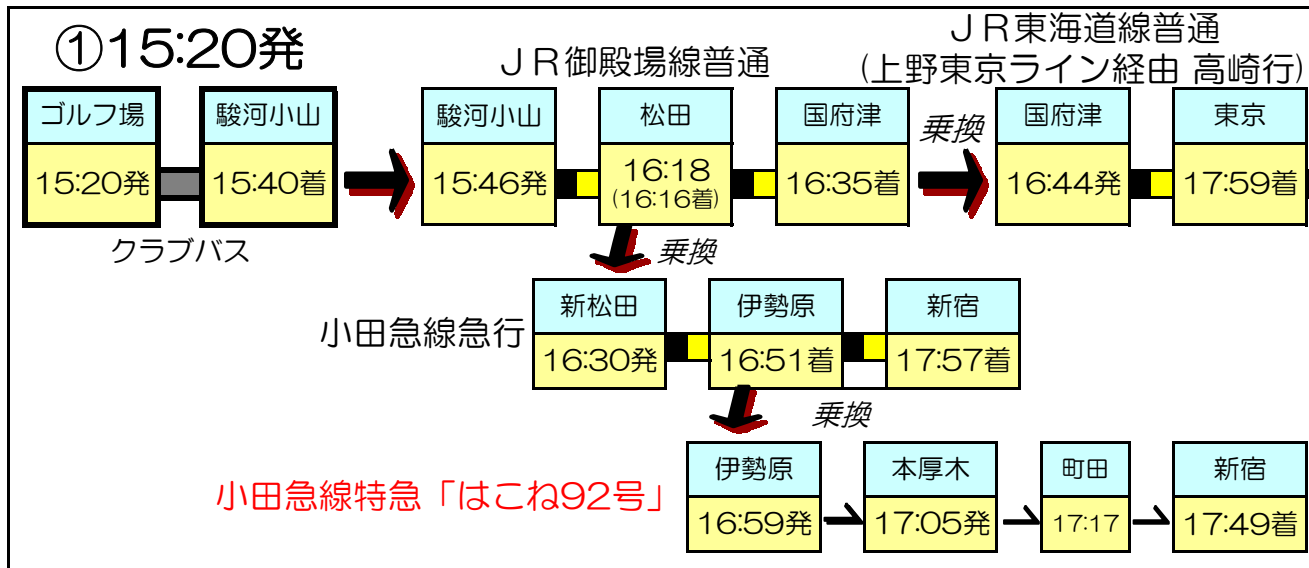 ①15:20発
JR御殿場線普通
JR東海道線普通
(上野東京ライン経由 高崎行)
ゴルフ場
駿河小山
駿河小山
松田
国府津
乗換
国府津
東京
15:20発
15:40着
15:46発
16:18
(16:16着)
16:35着
16:44発
17:59着
クラブバス
乗換
小田急線急行
新松田
伊勢原
新宿
16:30発
16:51着
17:57着
乗換
小田急線特急「はこね92号」
伊勢原
本厚木
町田
新宿
16:59発
17:05発
17:17
17:49着